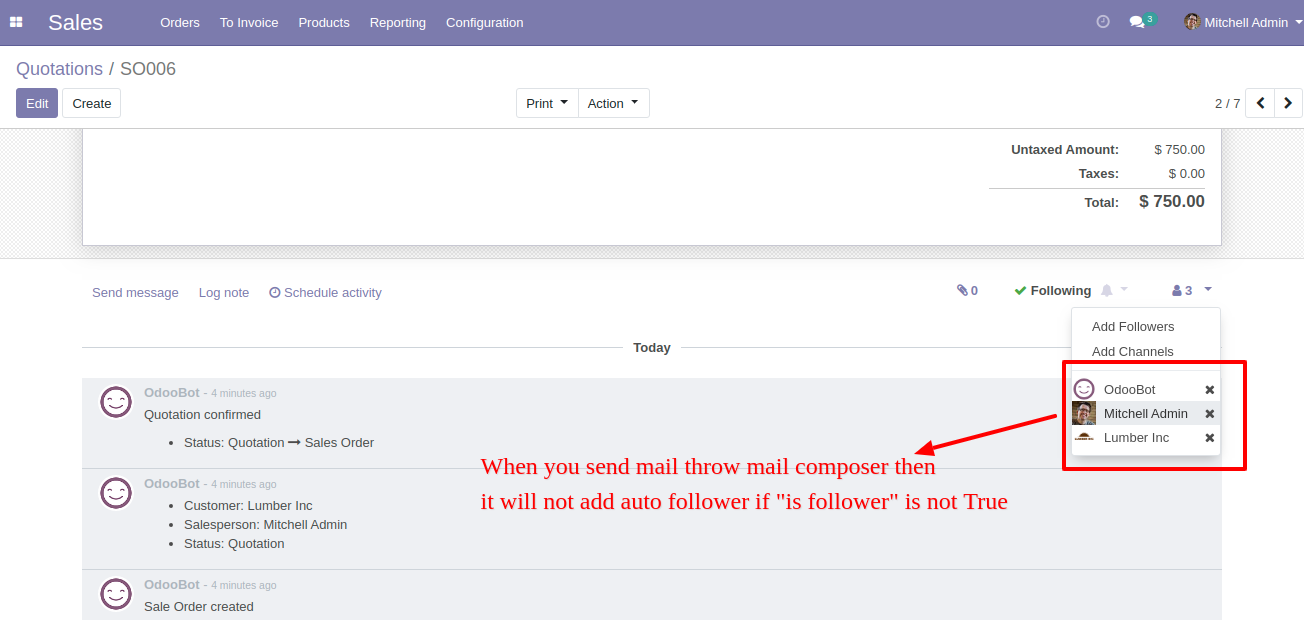 Sales Orders To Invoice Products Reporting Configuration 3 Mitchell Admin
Quotations / SO006
Edit Create Print Action 2 / 7
Untaxed Amount: $ 750.00
Taxes: $ 0.00
Total: $ 750.00
Send message Log note Schedule activity 0 Following 3
Add Followers
Add Channels
OdooBot
Mitchell Admin
Lumber Inc
Today
OdooBot - 4 minutes ago
Quotation confirmed
• Status: Quotation → Sales Order
When you send mail throw mail composer then
it will not add auto follower if "is follower" is not True
OdooBot - 4 minutes ago
• Customer: Lumber Inc
• Salesperson: Mitchell Admin
• Status: Quotation
OdooBot - 4 minutes ago
Sale Order created